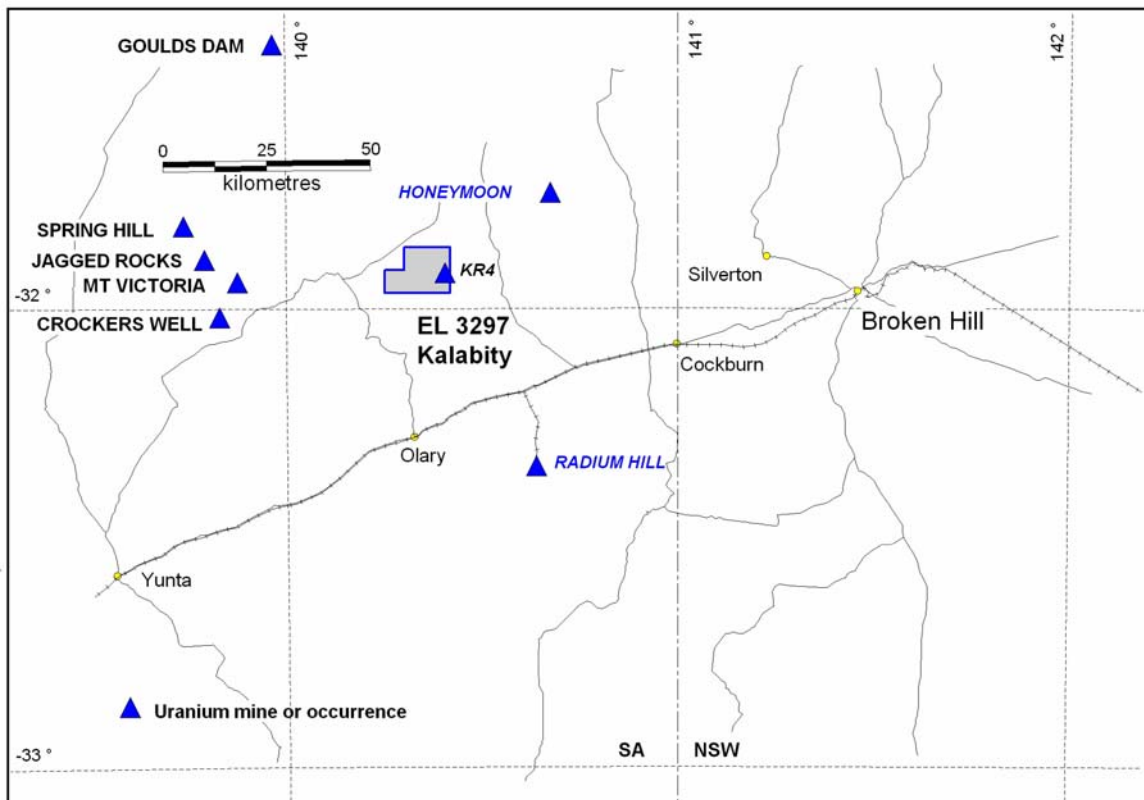 GOULDS DAM
140 °
141 °
142 °
0 25 50
kilometres
HONEYMOON
SPRING HILL
JAGGED ROCKS
MT VICTORIA
KR4
Silverton
-32 °
CROCKERS WELL
EL 3297
Kalabity
Broken Hill
Cockburn
Olary
RADIUM HILL
Yunta
Uranium mine or occurrence
SA NSW
-33 °